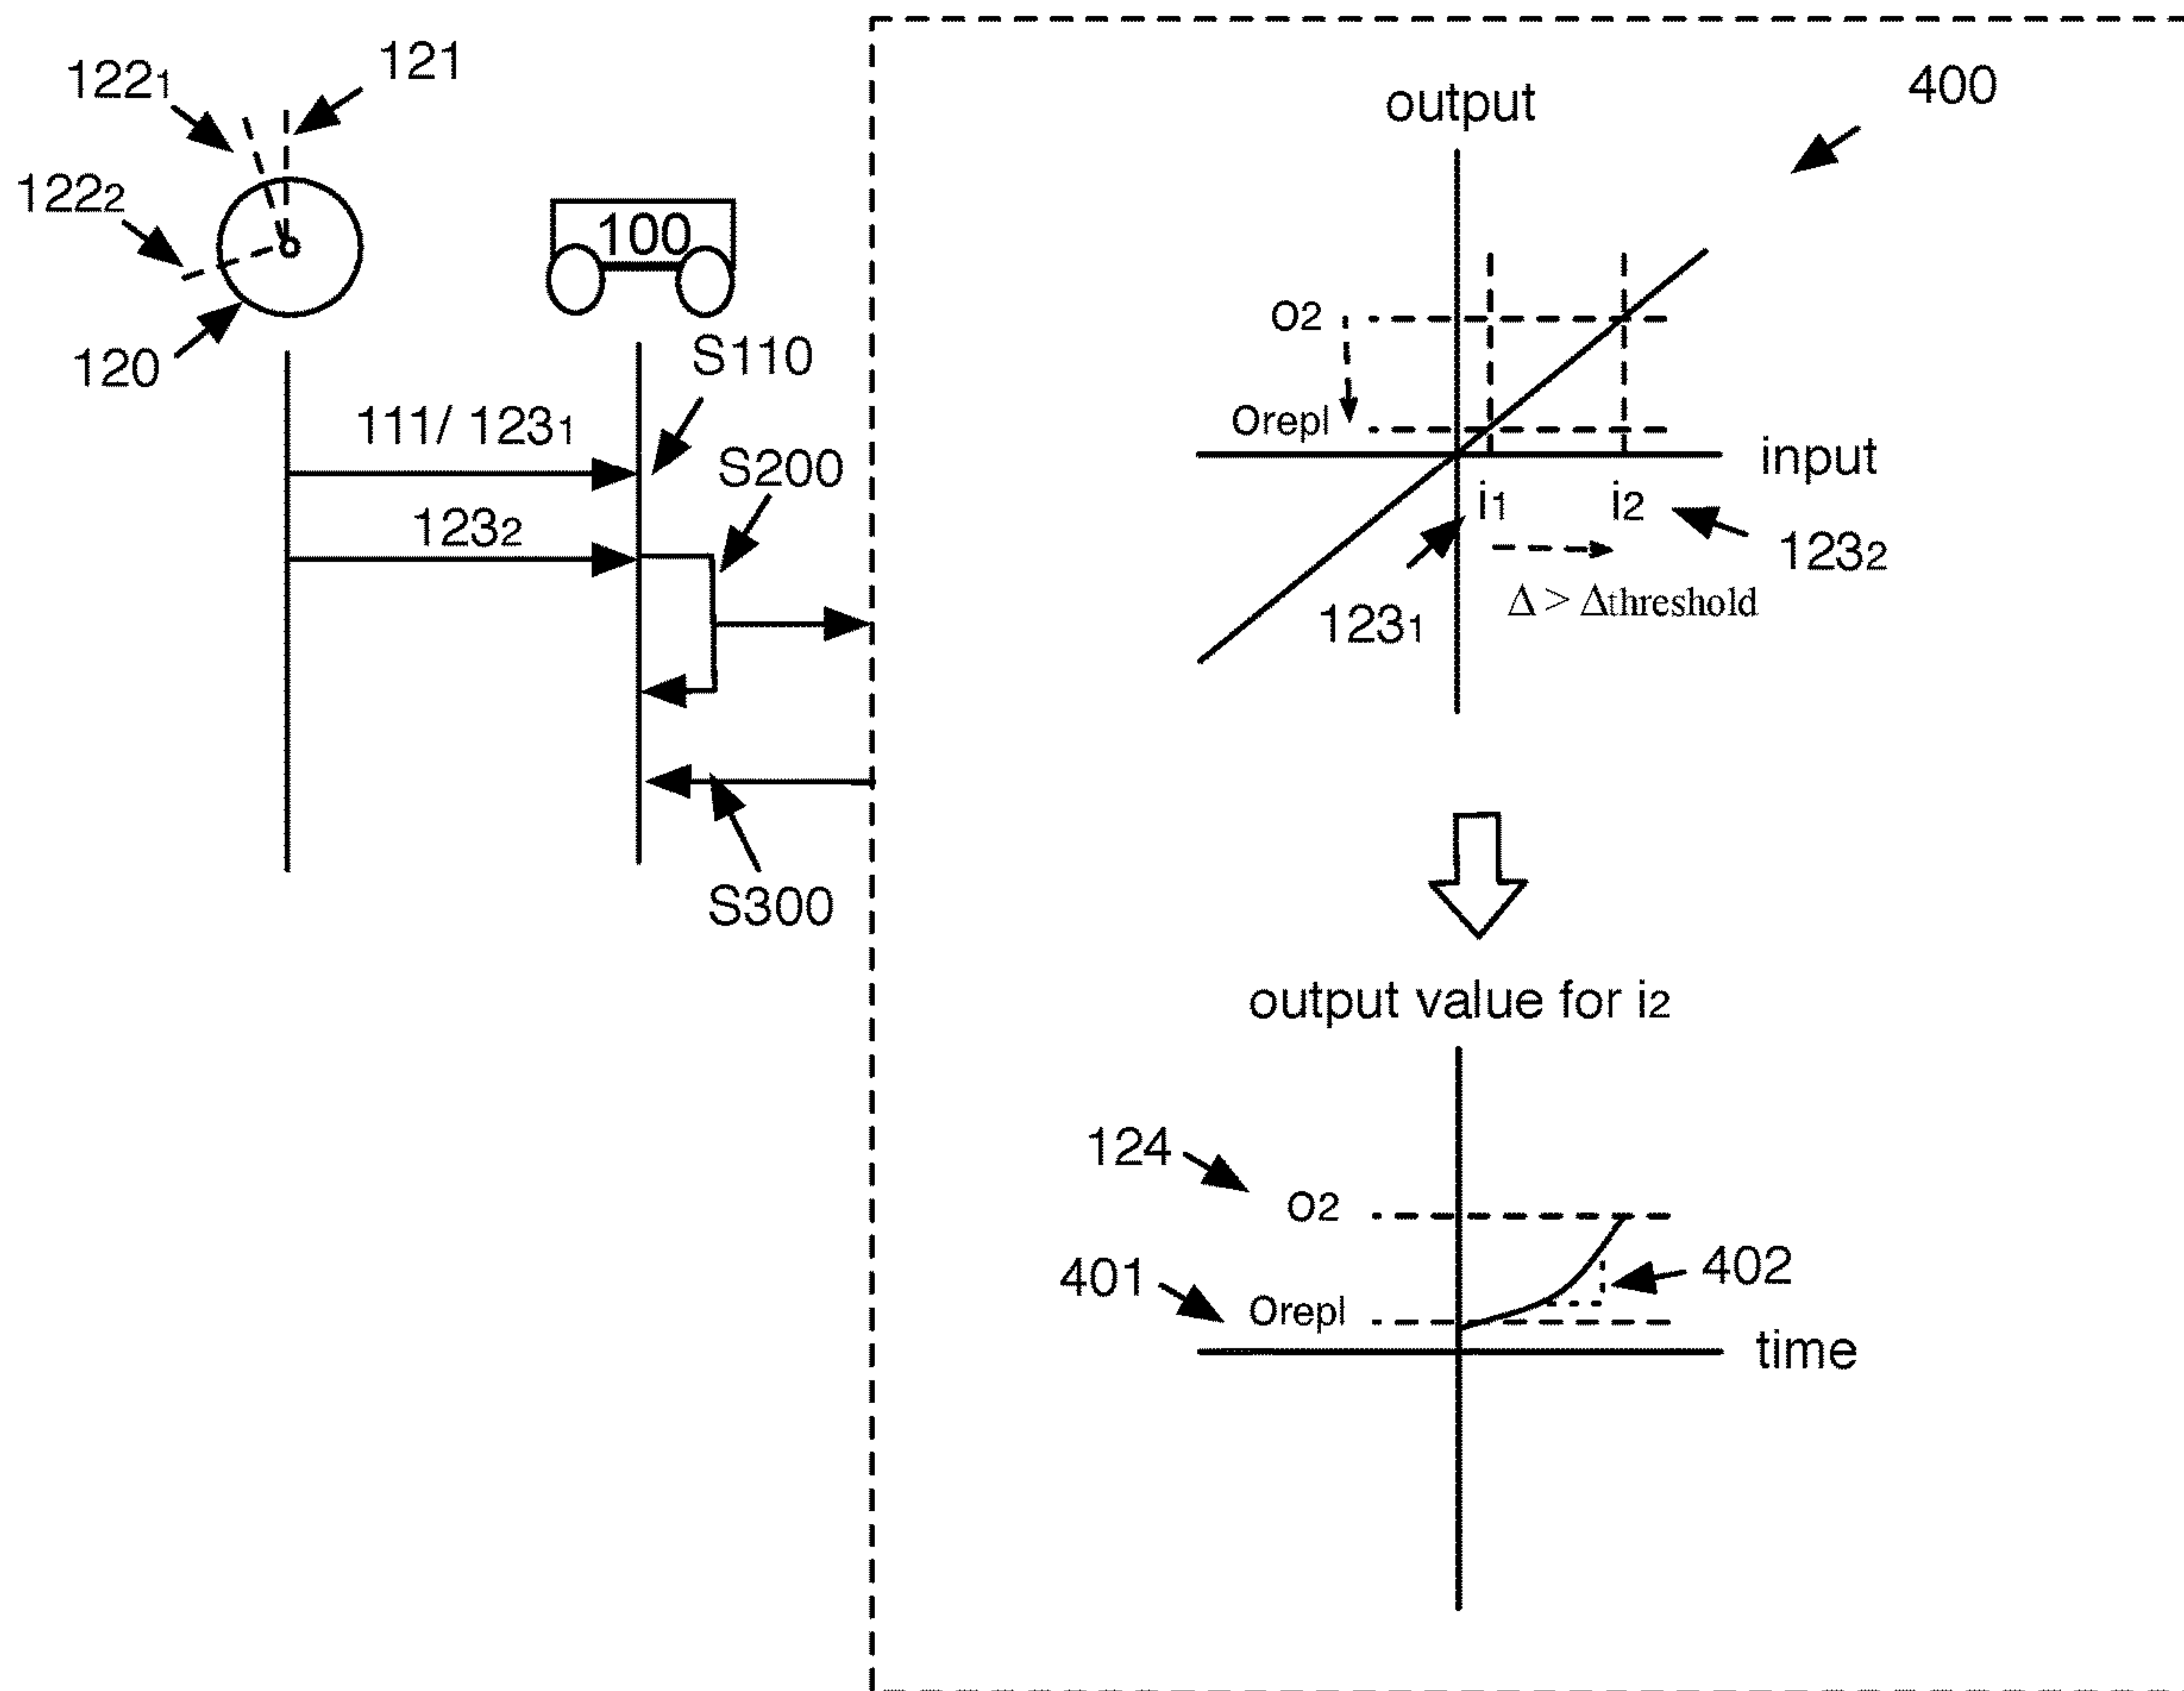 122₁
121
122₂
120
100
S110
111/ 123₁
S200
123₂
S300
400
output
O2
Orepl
input
i1
i2
123₁
123₂
Δ > Δthreshold
output value for i2
124
O2
401
Orepl
402
time